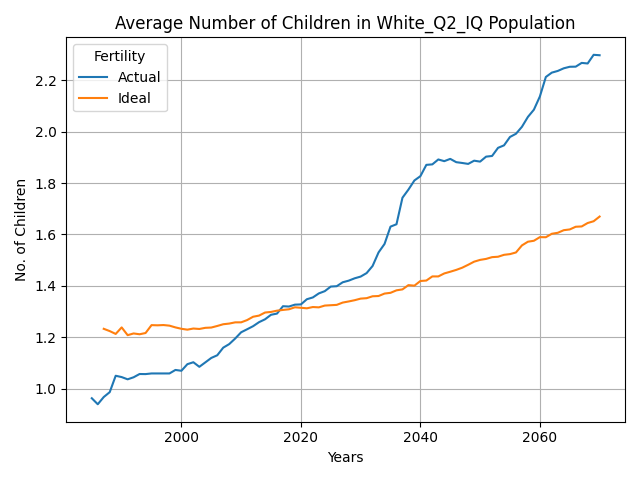 Average Number of Children in White_Q2_IQ Population
Fertility
Actual
Ideal
No. of Children
2.2
2.0
1.8
1.6
1.4
1.2
1.0
2000
2020
2040
2060
Years